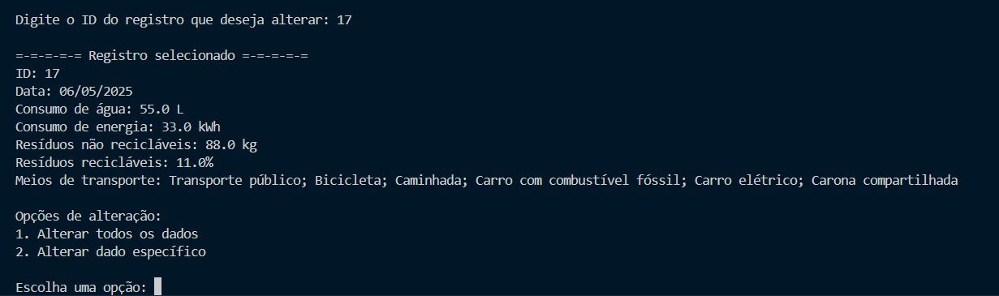 Digite o ID do registro que deseja alterar: 17
=-=-=-=-= Registro selecionado =-=-=-=-=
ID: 17
Data: 06/05/2025
Consumo de água: 55.0 L
Consumo de energia: 33.0 kWh
Resíduos não recicláveis: 88.0 kg
Resíduos recicláveis: 11.0%
Meios de transporte: Transporte público; Bicicleta; Caminhada; Carro com combustível fóssil; Carro elétrico; Carona compartilhada
Opções de alteração:
1. Alterar todos os dados
2. Alterar dado específico
Escolha uma opção: